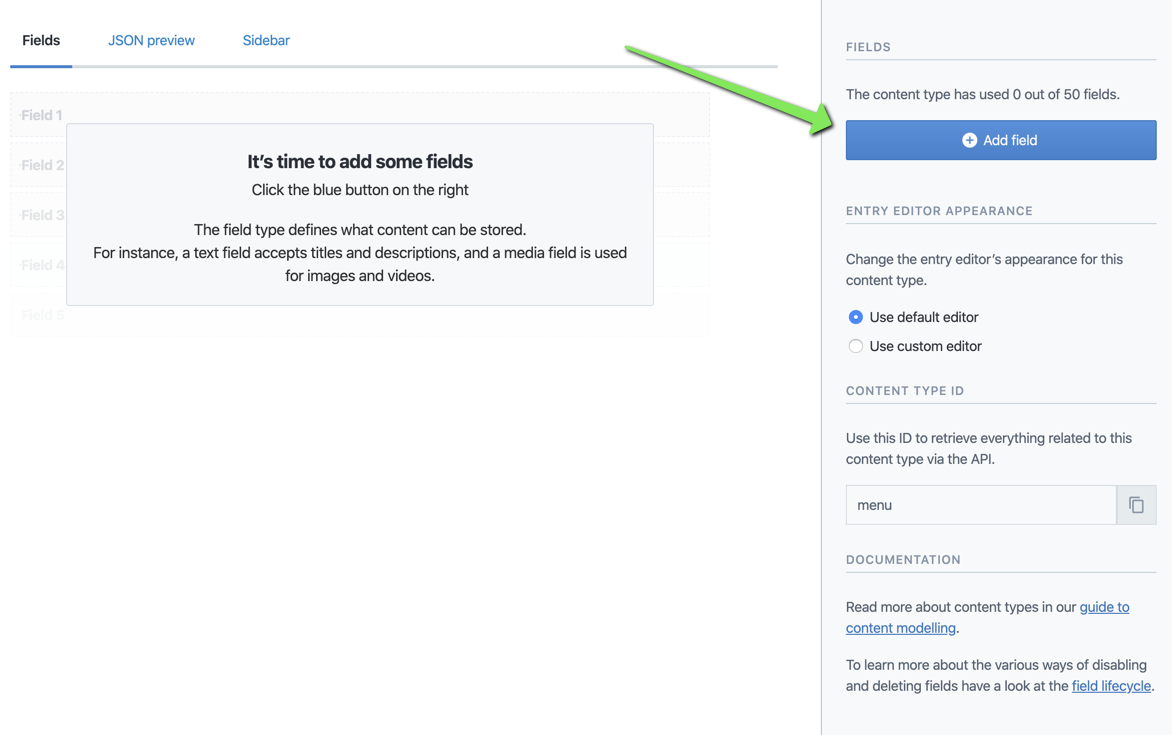 Fields JSON preview Sidebar
Field 1
Field 2
Field 3
Field 4
Field 5
It's time to add some fields
Click the blue button on the right
The field type defines what content can be stored.
For instance, a text field accepts titles and descriptions, and a media field is used
for images and videos.
FIELDS
The content type has used 0 out of 50 fields.
Add field
ENTRY EDITOR APPEARANCE
Change the entry editor's appearance for this
content type.
Use default editor
Use custom editor
CONTENT TYPE ID
Use this ID to retrieve everything related to this
content type via the API.
menu
DOCUMENTATION
Read more about content types in our guide to
content modelling.
To learn more about the various ways of disabling
and deleting fields have a look at the field lifecycle.